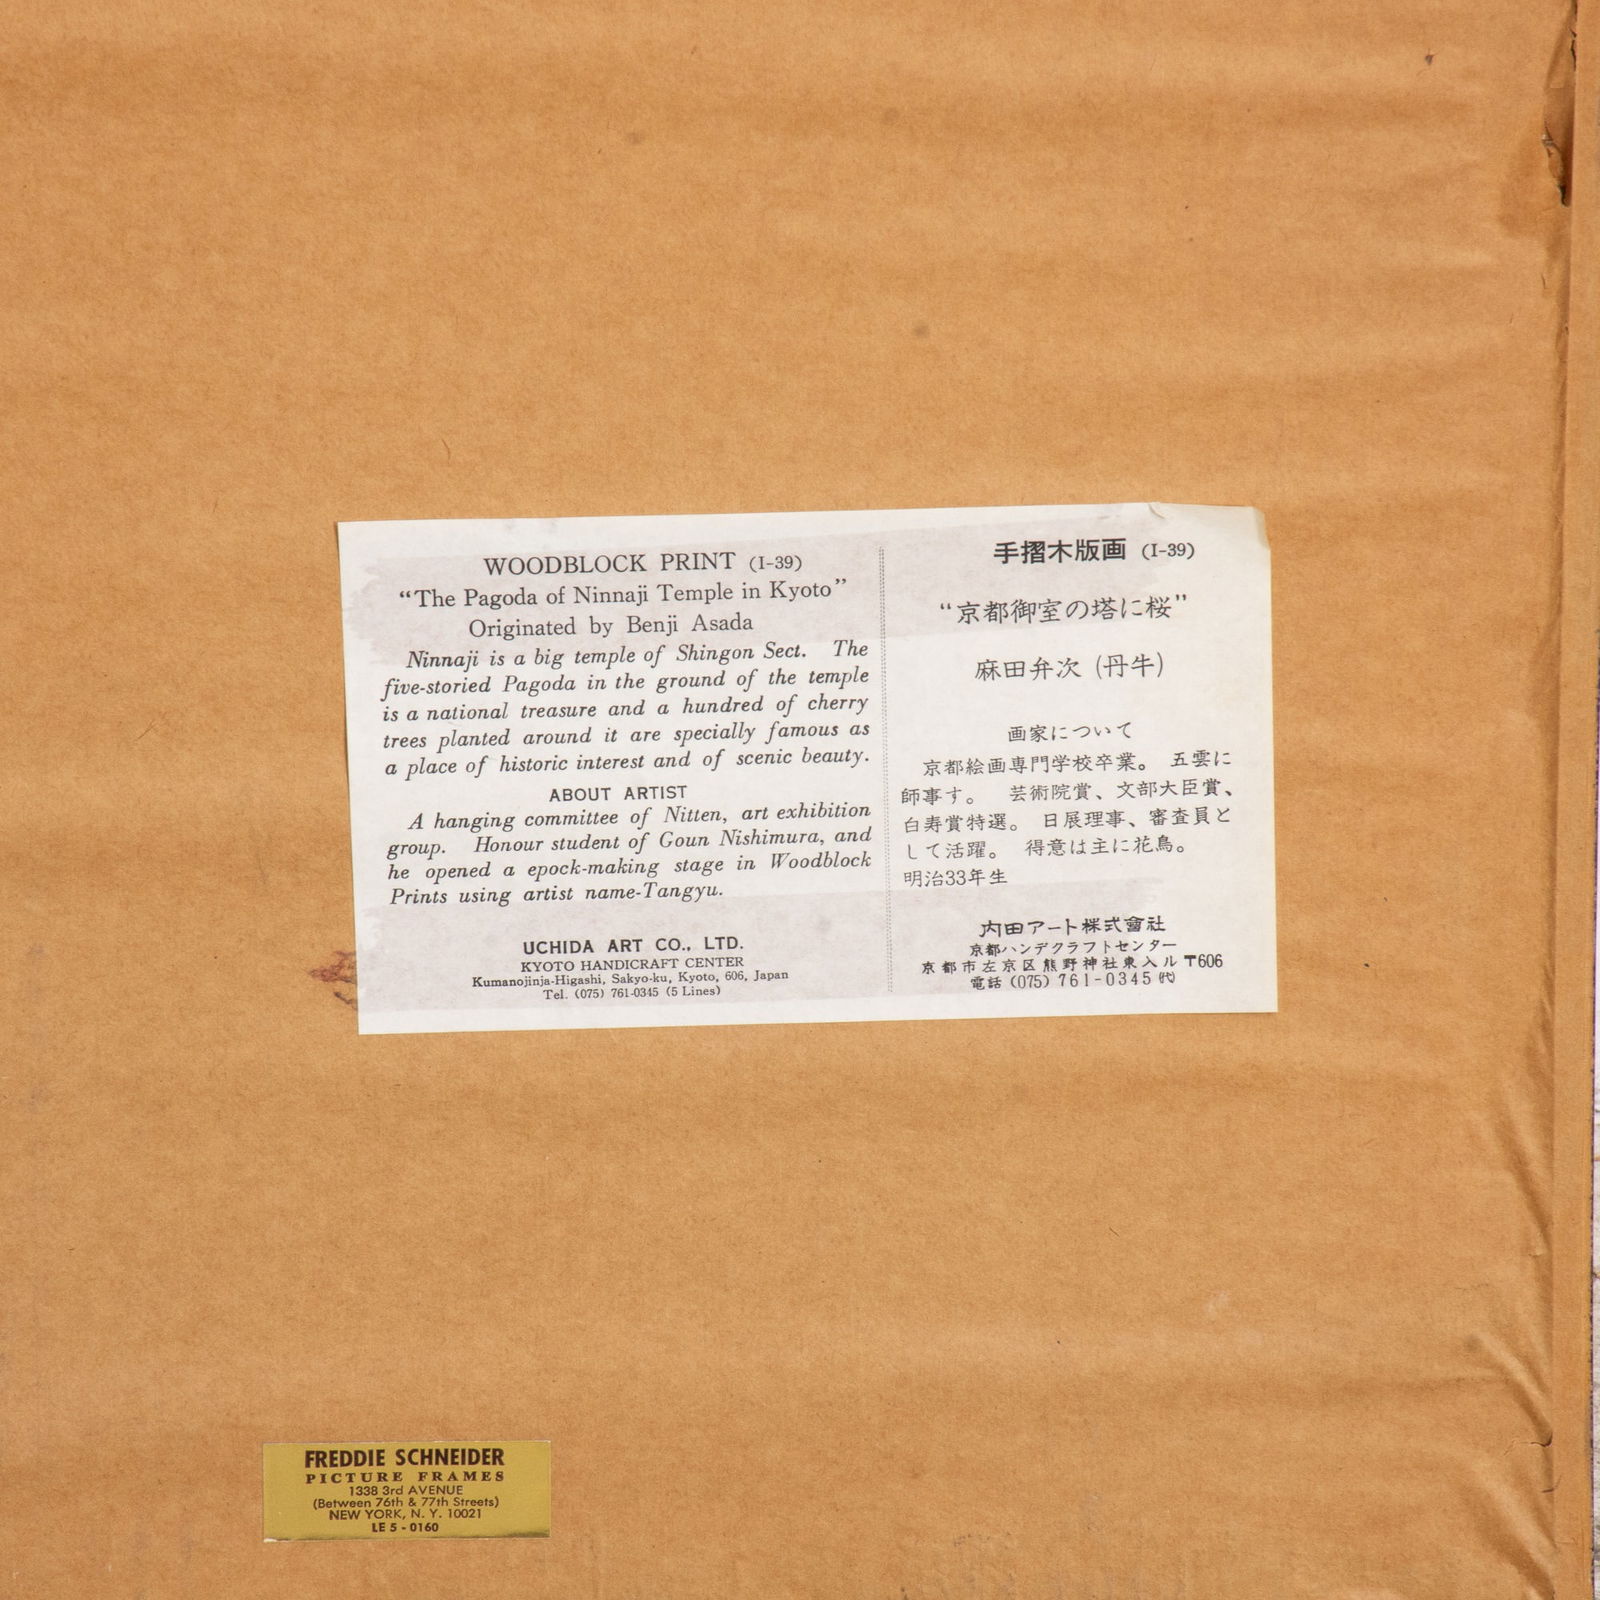 WOODBLOCK PRINT (I-39)
“The Pagoda of Ninnaji Temple in Kyoto”
Originated by Benji Asada
Ninnaji is a big temple of Shingon Sect. The
five-storied Pagoda in the ground of the temple
is a national treasure and a hundred of cherry
trees planted around it are specially famous as
a place of historic interest and of scenic beauty.
ABOUT ARTIST
A hanging committee of Nitten, art exhibition
group. Honour student of Goun Nishimura, and
he opened a epock-making stage in Woodblock
Prints using artist name-Tangyu.
UCHIDA ART CO., LTD.
KYOTO HANDICRAFT CENTER
Kumanojinja-Higashi, Sakyo-ku, Kyoto, 606, Japan
Tel. (075) 761-0345 (5 Lines)
手摺木版画 (I-39)
“京都御室の塔に桜”
麻田弁次 (丹牛)
画家について
京都絵画専門学校卒業。 五雲に
師事す。 芸術院賞、文部大臣賞、
白寿賞特選。 日展理事、審査員と
して活躍。 得意は主に花鳥。
明治33年生
内田アート株式會社
京都ハンデクラフトセンター
京都市左京区熊野神社東入ル〒606
電話 (075) 761-0345 ㈹
FREDDIE SCHNEIDER
PICTURE FRAMES
1338 3rd AVENUE
(Between 76th & 77th Streets)
NEW YORK, N. Y. 10021
LE 5 - 0160